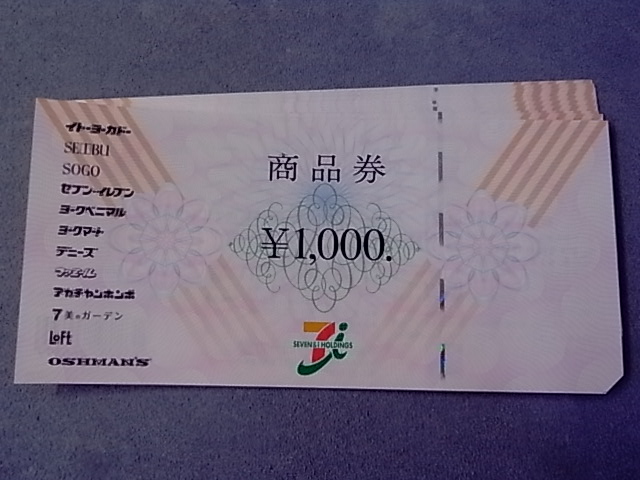 イトーヨーカドー
SEIBU
SOGO
セブン-イレブン
ヨークベニマル
ヨークマート
デニーズ
ファミール
アカチャンホンポ
7美のガーデン
LoFt
OSHMAN'S
商品券
¥1,000.
SEVEN & i HOLDINGS